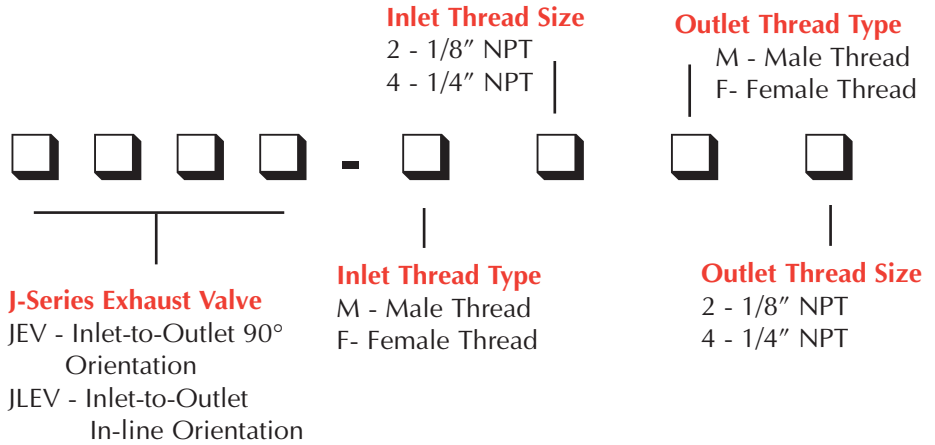 Inlet Thread Size
2 - 1/8" NPT
4 - 1/4" NPT
Outlet Thread Type
M - Male Thread
F- Female Thread
-
J-Series Exhaust Valve
JEV - Inlet-to-Outlet 90°
Orientation
JLEV - Inlet-to-Outlet
In-line Orientation
Inlet Thread Type
M - Male Thread
F- Female Thread
Outlet Thread Size
2 - 1/8" NPT
4 - 1/4" NPT